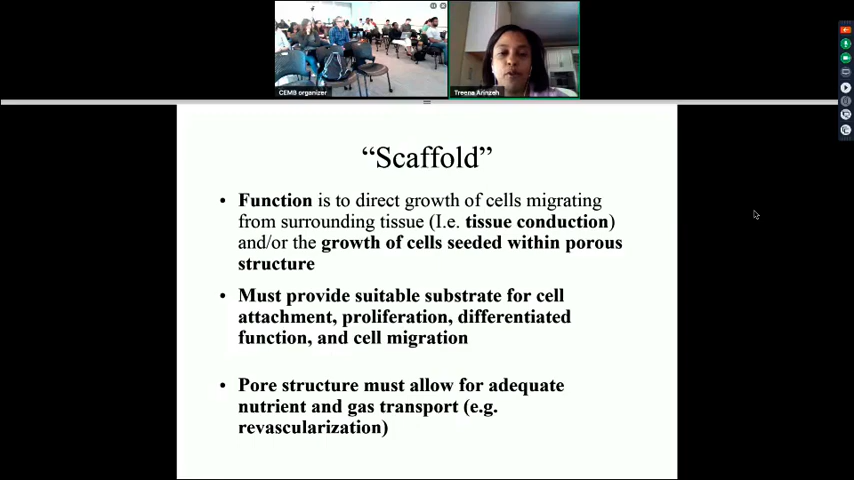 CEMB organizer
Treena Arinzeh
“Scaffold”
• Function is to direct growth of cells migrating
from surrounding tissue (I.e. tissue conduction)
and/or the growth of cells seeded within porous
structure
• Must provide suitable substrate for cell
attachment, proliferation, differentiated
function, and cell migration
• Pore structure must allow for adequate
nutrient and gas transport (e.g.
revascularization)